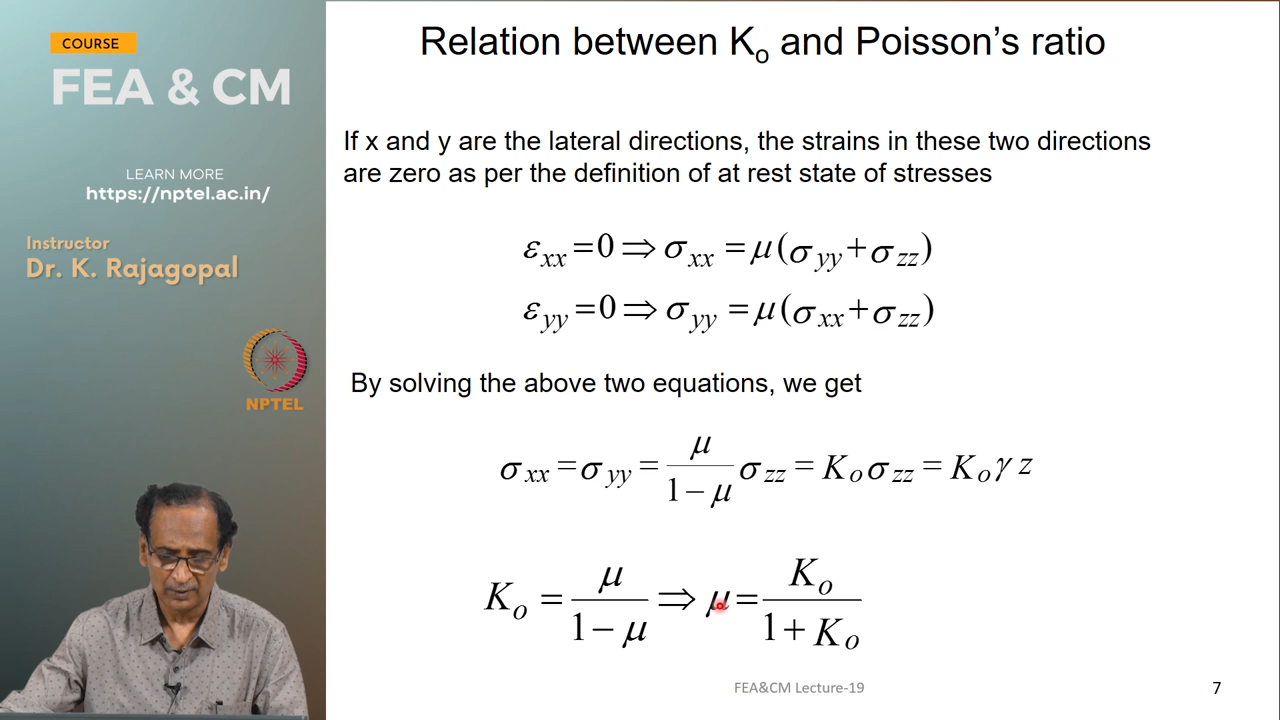 COURSE
FEA & CM
LEARN MORE
https://nptel.ac.in/
Instructor
Dr. K. Rajagopal
NPTEL
Relation between Kₒ and Poisson's ratio
If x and y are the lateral directions, the strains in these two directions
are zero as per the definition of at rest state of stresses
ε_xx = 0 ⇒ σ_xx = μ(σ_yy + σ_zz)
ε_yy = 0 ⇒ σ_yy = μ(σ_xx + σ_zz)
By solving the above two equations, we get
σ_xx = σ_yy = μ/(1−μ) σ_zz = K_o σ_zz = K_o γ z
K_o = μ/(1−μ) ⇒ μ = K_o/(1+K_o)
FEA&CM Lecture-19
7